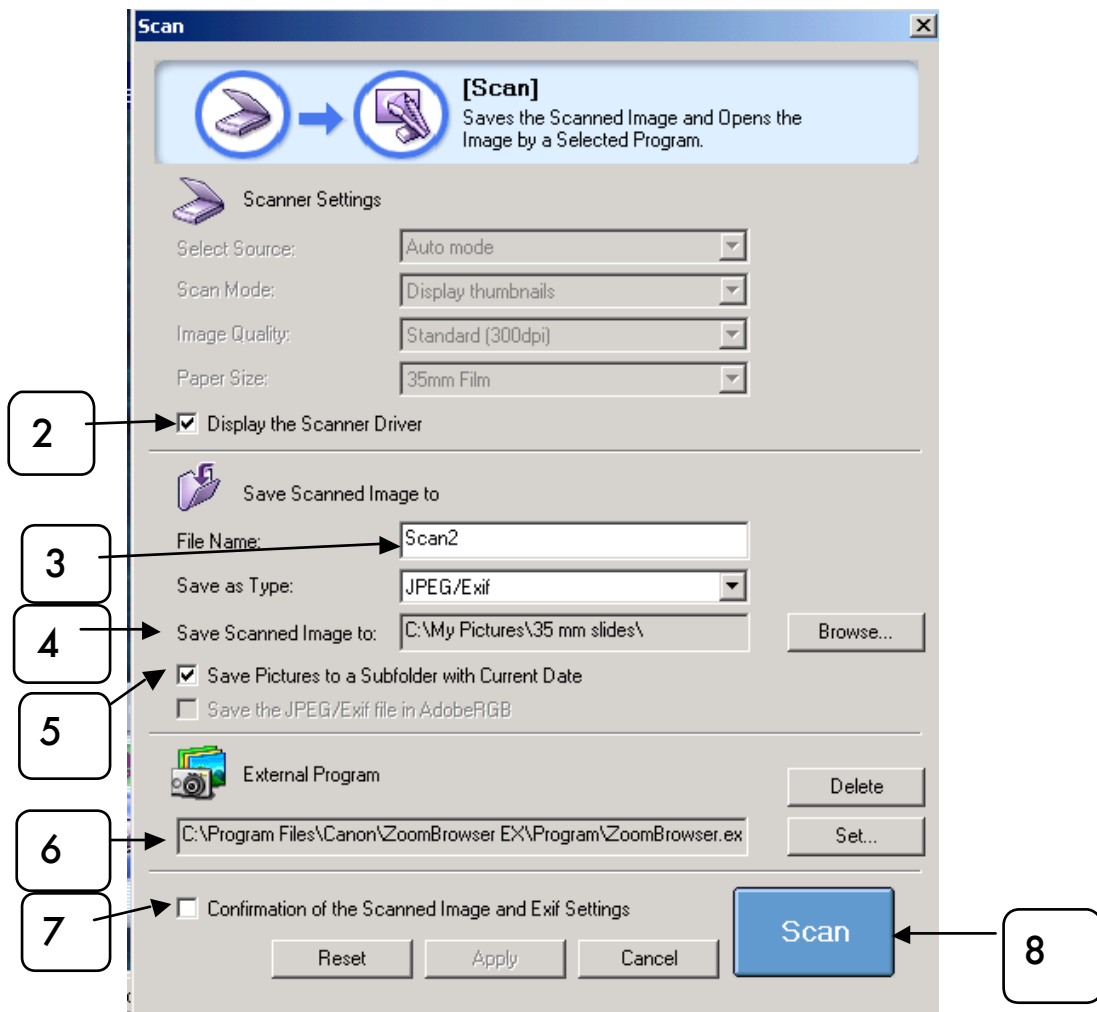 Scan
[Scan]
Saves the Scanned Image and Opens the
Image by a Selected Program.
Scanner Settings
Select Source: Auto mode
Scan Mode: Display thumbnails
Image Quality: Standard (300dpi)
Paper Size: 35mm Film
2 Display the Scanner Driver
Save Scanned Image to
3 File Name: Scan2
Save as Type: JPEG/Exif
4 Save Scanned Image to: C:\My Pictures\35 mm slides\ Browse...
5 Save Pictures to a Subfolder with Current Date
Save the JPEG/Exif file in AdobeRGB
External Program
Delete
6 C:\Program Files\Canon\ZoomBrowser EX\Program\ZoomBrowser.ex Set...
7 Confirmation of the Scanned Image and Exif Settings
Scan 8
Reset Apply Cancel